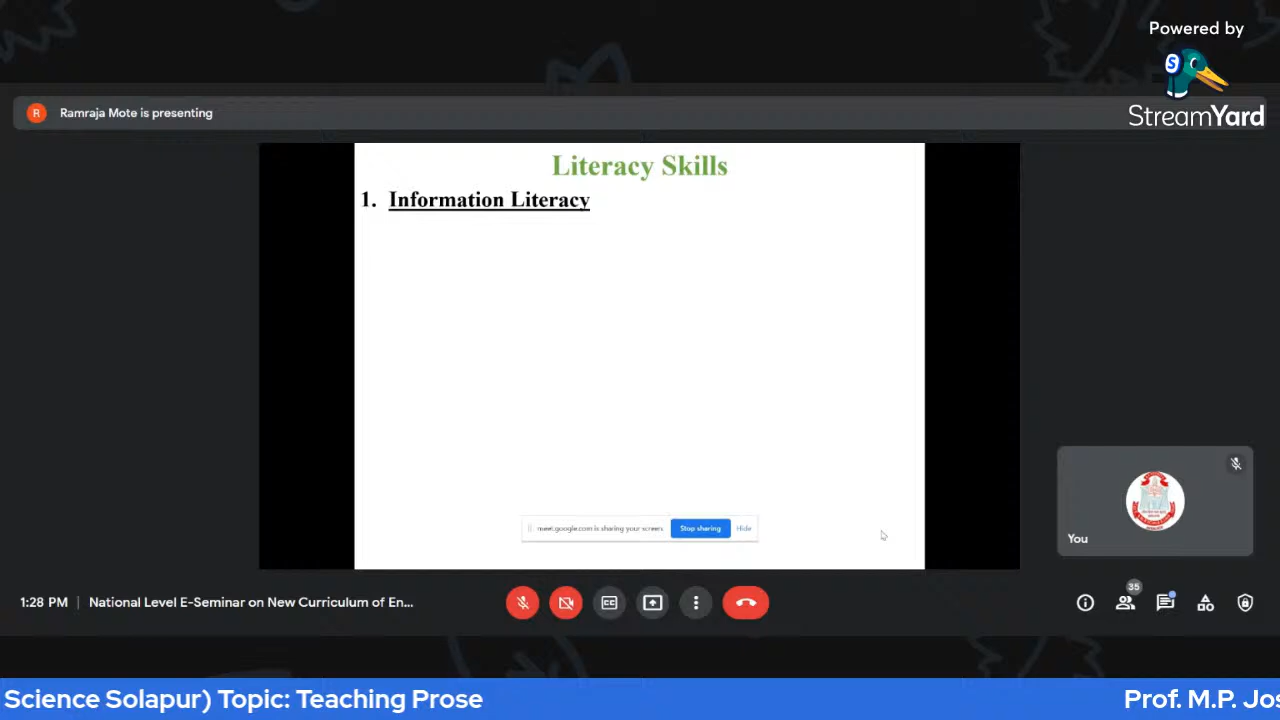 Powered by
S
StreamYard
R
Ramraja Mote is presenting
Literacy Skills
1. Information Literacy
meet.google.com is sharing your screen.
Stop sharing
Hide
You
1:28 PM | National Level E-Seminar on New Curriculum of En...
CC
35
Science Solapur) Topic: Teaching Prose
Prof. M.P. Jos